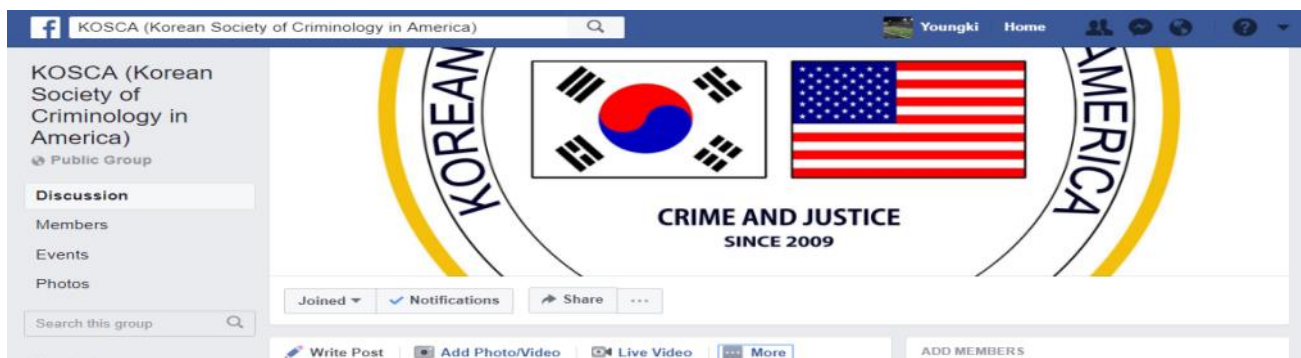 KOSCA (Korean Society of Criminology in America)
Youngki Home
KOSCA (Korean
Society of
Criminology in
America)
Public Group
Discussion
Members
Events
Photos
Search this group
KOREAN
AMERICA
CRIME AND JUSTICE
SINCE 2009
Joined Notifications Share ...
Write Post Add Photo/Video Live Video More
ADD MEMBERS